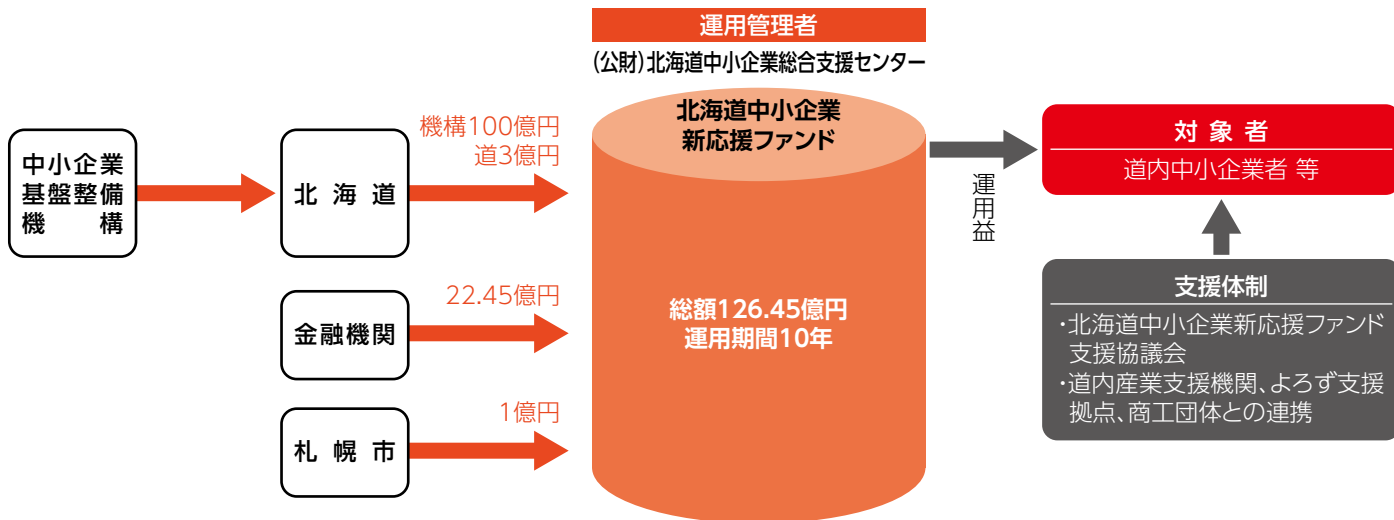 運用管理者
(公財)北海道中小企業総合支援センター
中小企業
基盤整備
機構
北海道
機構100億円
道3億円
金融機関
22.45億円
札幌市
1億円
北海道中小企業
新応援ファンド
総額126.45億円
運用期間10年
運用益
対象者
道内中小企業者 等
支援体制
・北海道中小企業新応援ファンド
支援協議会
・道内産業支援機関、よろず支援
拠点、商工団体との連携